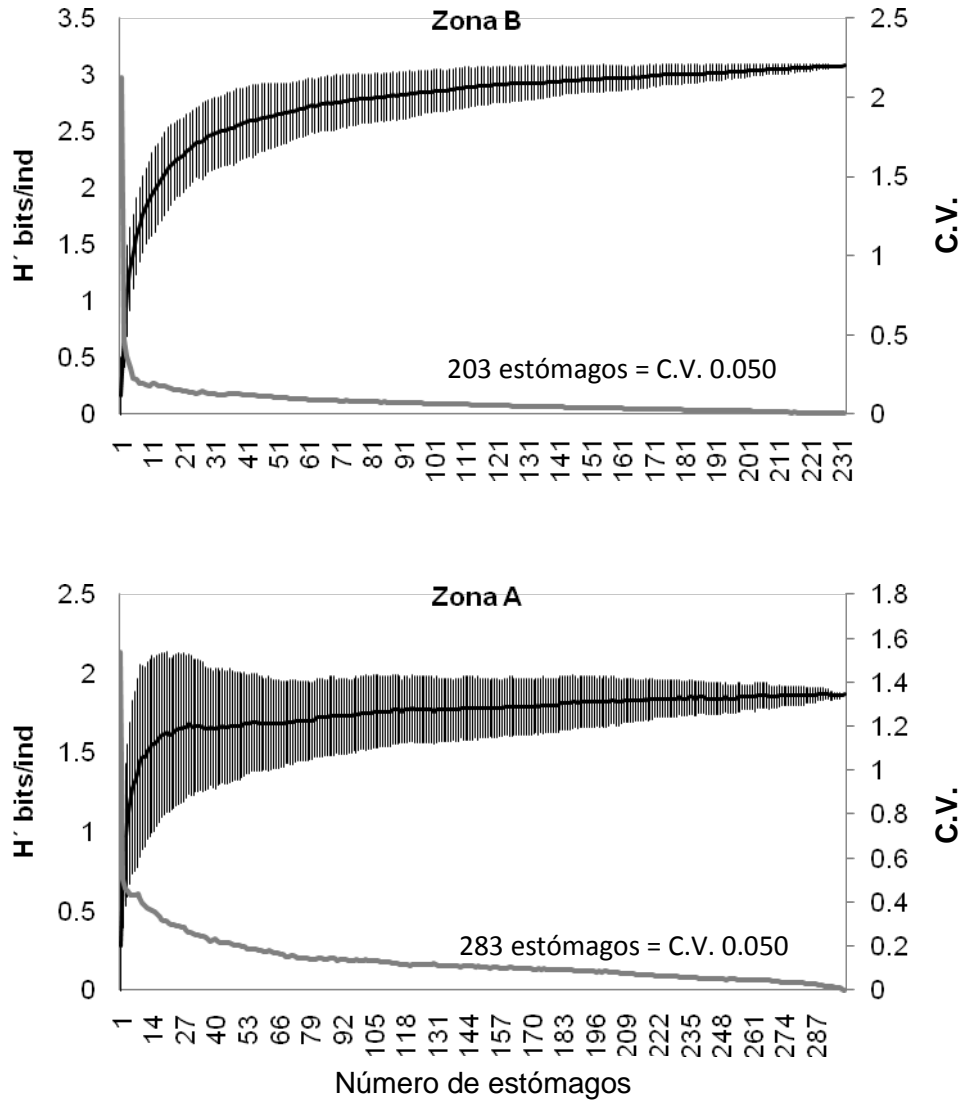 Zona B
3.5
3
2.5
2
1.5
1
0.5
0
H´ bits/ind
2.5
2
1.5
1
0.5
0
C.V.
203 estómagos = C.V. 0.050
1 11 21 31 41 51 61 71 81 91 101 111 121 131 141 151 161 171 181 191 201 211 221 231
Zona A
2.5
2
1.5
1
0.5
0
H´ bits/ind
1.8
1.6
1.4
1.2
1
0.8
0.6
0.4
0.2
0
C.V.
283 estómagos = C.V. 0.050
1 14 27 40 53 66 79 92 105 118 131 144 157 170 183 196 209 222 235 248 261 274 287
Número de estómagos